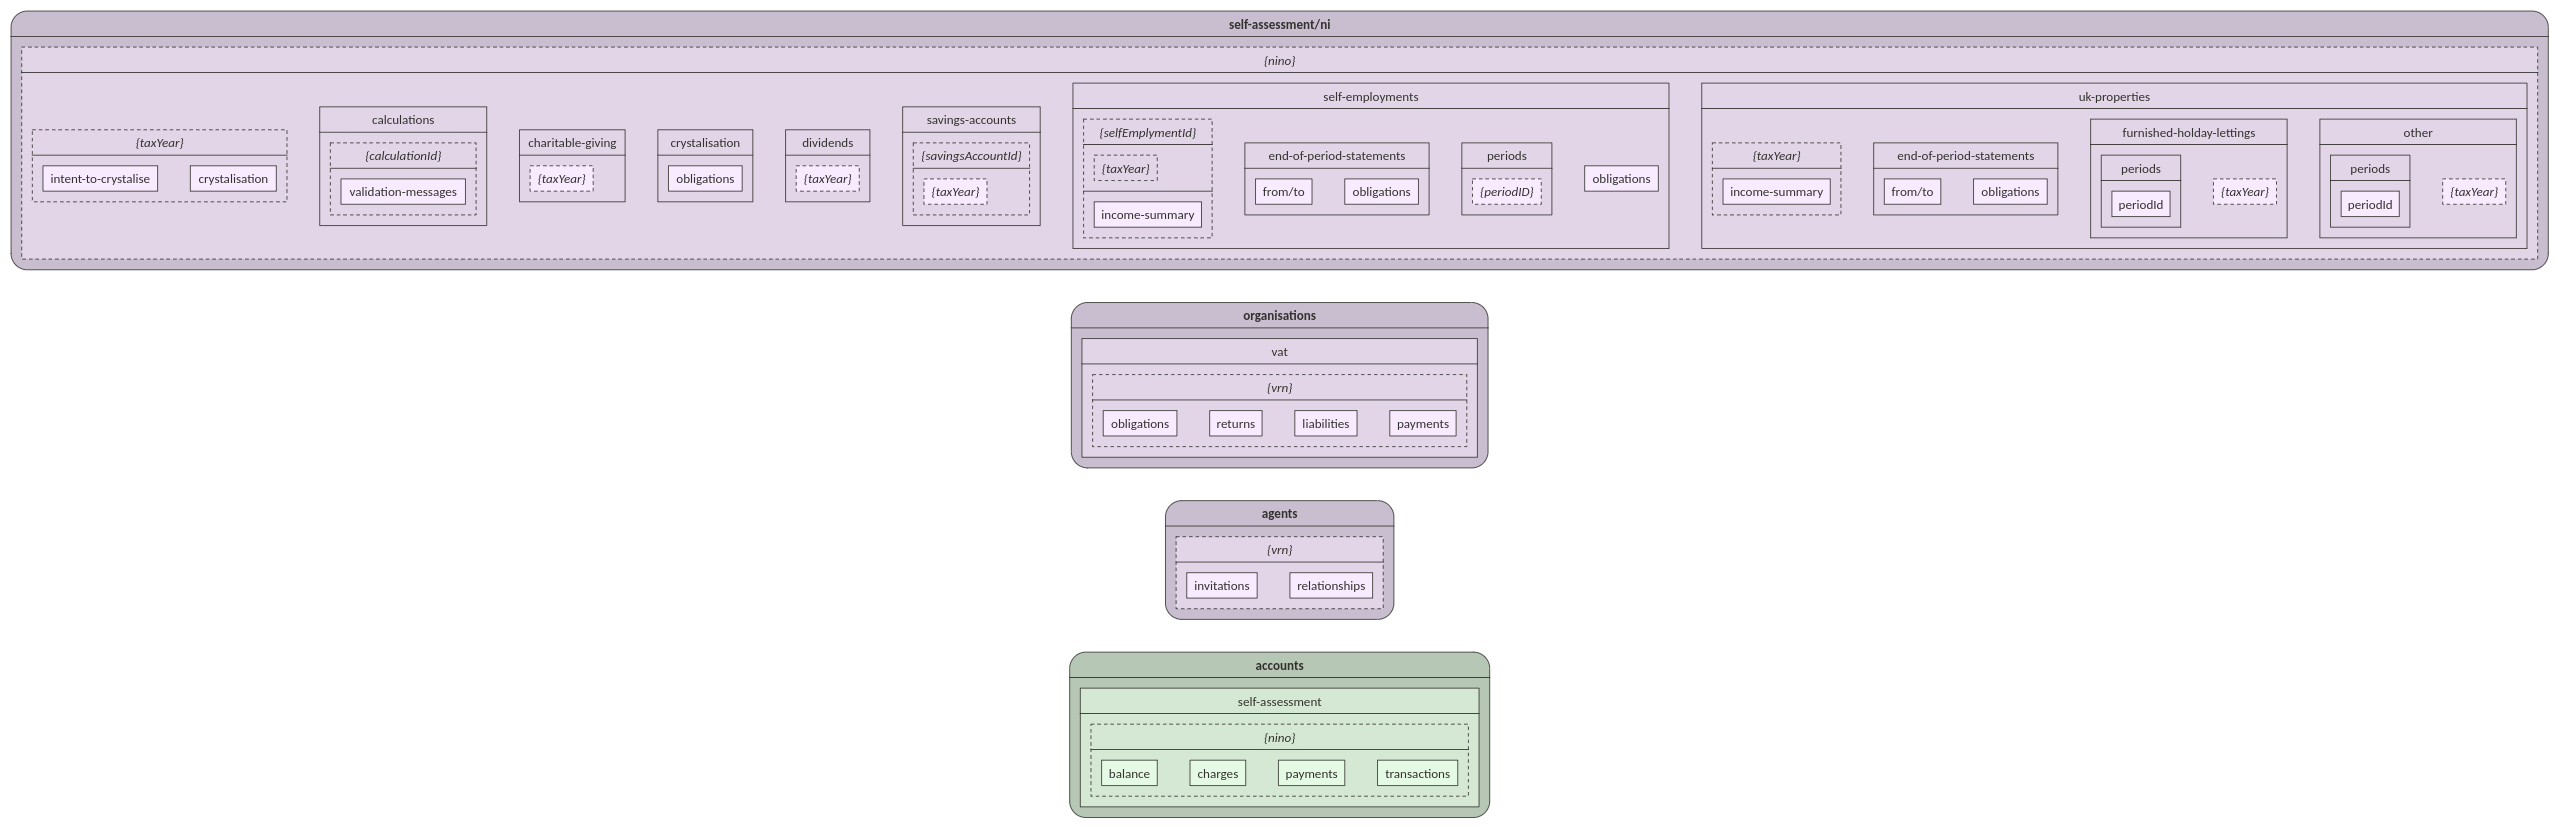 self-assessment/ni
{nino}
{taxYear}
intent-to-crystalise
crystalisation
calculations
{calculationId}
validation-messages
charitable-giving
{taxYear}
crystalisation
obligations
dividends
{taxYear}
savings-accounts
{savingsAccountId}
{taxYear}
self-employments
{selfEmplymentId}
{taxYear}
income-summary
end-of-period-statements
from/to
obligations
periods
{periodID}
obligations
uk-properties
{taxYear}
income-summary
end-of-period-statements
from/to
obligations
furnished-holday-lettings
periods
periodId
{taxYear}
other
periods
periodId
{taxYear}
organisations
vat
{vrn}
obligations
returns
liabilities
payments
agents
{vrn}
invitations
relationships
accounts
self-assessment
{nino}
balance
charges
payments
transactions